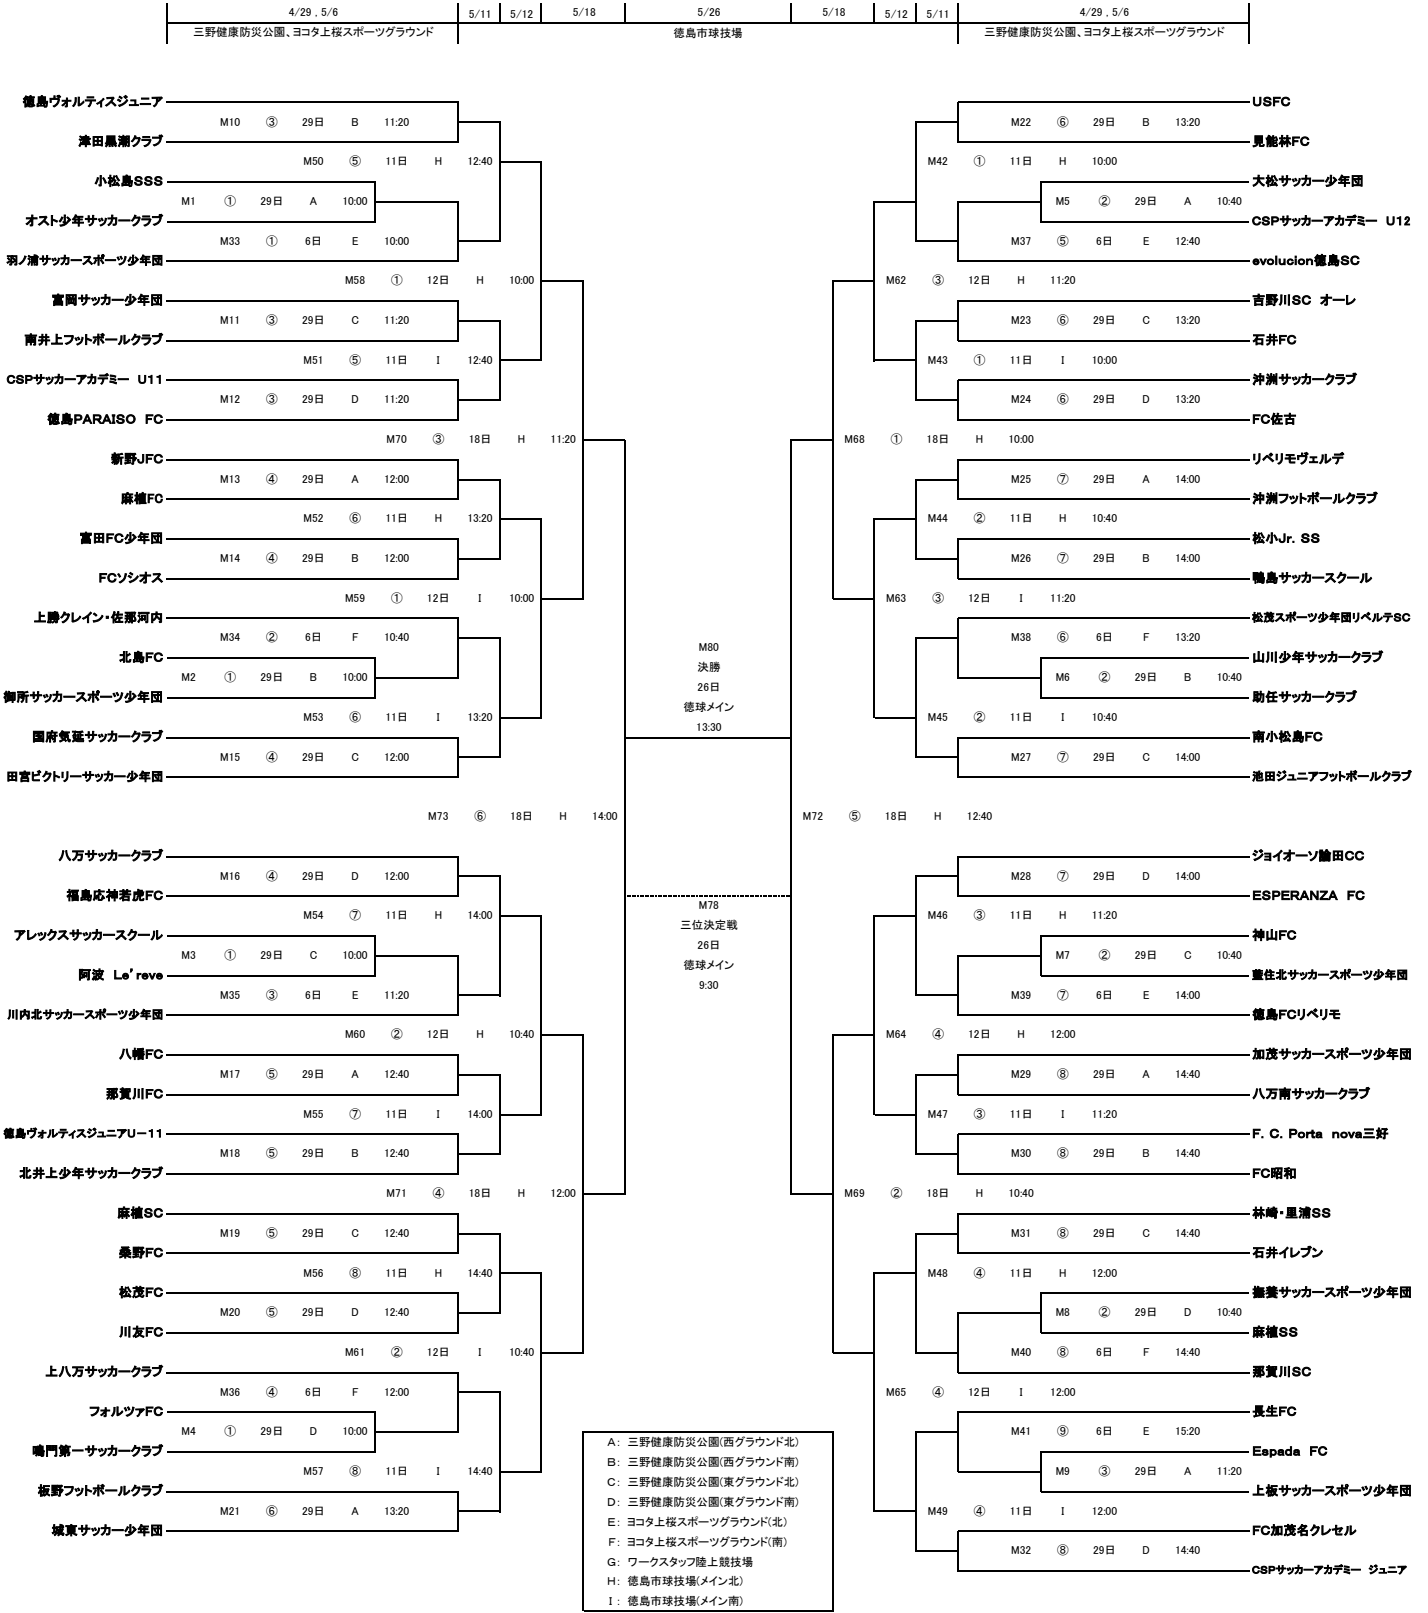 4/29 , 5/6 5/11 5/12 5/18 5/26 5/18 5/12 5/11 4/29 , 5/6
三野健康防災公園、ヨコタ上桜スポーツグラウンド 徳島市球技場 三野健康防災公園、ヨコタ上桜スポーツグラウンド
徳島ヴォルティスジュニア
M10 ③ 29日 B 11:20
津田黒潮クラブ
M50 ⑤ 11日 H 12:40
小松島SSS
M1 ① 29日 A 10:00
オスト少年サッカークラブ
M33 ① 6日 E 10:00
羽ノ浦サッカースポーツ少年団
M58 ① 12日 H 10:00
富岡サッカー少年団
M11 ③ 29日 C 11:20
南井上フットボールクラブ
M51 ⑤ 11日 I 12:40
CSPサッカーアカデミー U11
M12 ③ 29日 D 11:20
徳島PARAISO FC
M70 ③ 18日 H 11:20
新野JFC
M13 ④ 29日 A 12:00
麻植FC
M52 ⑥ 11日 H 13:20
富田FC少年団
M14 ④ 29日 B 12:00
FCソシオス
M59 ① 12日 I 10:00
上勝クレイン・佐那河内
M34 ② 6日 F 10:40
北島FC
M2 ① 29日 B 10:00
御所サッカースポーツ少年団
M53 ⑥ 11日 I 13:20
国府気延サッカークラブ
M15 ④ 29日 C 12:00
田宮ビクトリーサッカー少年団
M73 ⑥ 18日 H 14:00
八万サッカークラブ
M16 ④ 29日 D 12:00
福島応神若虎FC
M54 ⑦ 11日 H 14:00
アレックスサッカースクール
M3 ① 29日 C 10:00
阿波 Le'reve
M35 ③ 6日 E 11:20
川内北サッカースポーツ少年団
M60 ② 12日 H 10:40
八幡FC
M17 ⑤ 29日 A 12:40
那賀川FC
M55 ⑦ 11日 I 14:00
徳島ヴォルティスジュニアU－11
M18 ⑤ 29日 B 12:40
北井上少年サッカークラブ
M71 ④ 18日 H 12:00
麻植SC
M19 ⑤ 29日 C 12:40
桑野FC
M56 ⑧ 11日 H 14:40
松茂FC
M20 ⑤ 29日 D 12:40
川友FC
M61 ② 12日 I 10:40
上八万サッカークラブ
M36 ④ 6日 F 12:00
フォルツァFC
M4 ① 29日 D 10:00
鳴門第一サッカークラブ
M57 ⑧ 11日 I 14:40
板野フットボールクラブ
M21 ⑥ 29日 A 13:20
城東サッカー少年団
M80
決勝
26日
徳球メイン
13:30
M78
三位決定戦
26日
徳球メイン
9:30
USFC
M22 ⑥ 29日 B 13:20
見能林FC
M42 ① 11日 H 10:00
大松サッカー少年団
M5 ② 29日 A 10:40
CSPサッカーアカデミー U12
M37 ⑤ 6日 E 12:40
evolucion徳島SC
M62 ③ 12日 H 11:20
吉野川SC オーレ
M23 ⑥ 29日 C 13:20
石井FC
M43 ① 11日 I 10:00
沖洲サッカークラブ
M24 ⑥ 29日 D 13:20
FC佐古
M68 ① 18日 H 10:00
リベリモヴェルデ
M25 ⑦ 29日 A 14:00
沖洲フットボールクラブ
M44 ② 11日 H 10:40
松小Jr. SS
M26 ⑦ 29日 B 14:00
鴨島サッカースクール
M63 ③ 12日 I 11:20
松茂スポーツ少年団リベルテSC
M38 ⑥ 6日 F 13:20
山川少年サッカークラブ
M6 ② 29日 B 10:40
助任サッカークラブ
M45 ② 11日 I 10:40
南小松島FC
M27 ⑦ 29日 C 14:00
池田ジュニアフットボールクラブ
M72 ⑤ 18日 H 12:40
ジョイオーソ論田CC
M28 ⑦ 29日 D 14:00
ESPERANZA FC
M46 ③ 11日 H 11:20
神山FC
M7 ② 29日 C 10:40
藍住北サッカースポーツ少年団
M39 ⑦ 6日 E 14:00
徳島FCリベリモ
M64 ④ 12日 H 12:00
加茂サッカースポーツ少年団
M29 ⑧ 29日 A 14:40
八万南サッカークラブ
M47 ③ 11日 I 11:20
F. C. Porta nova三好
M30 ⑧ 29日 B 14:40
FC昭和
M69 ② 18日 H 10:40
林崎・里浦SS
M31 ⑧ 29日 C 14:40
石井イレブン
M48 ④ 11日 H 12:00
撫養サッカースポーツ少年団
M8 ② 29日 D 10:40
麻植SS
M40 ⑧ 6日 F 14:40
那賀川SC
M65 ④ 12日 I 12:00
長生FC
M41 ⑨ 6日 E 15:20
Espada FC
M9 ③ 29日 A 11:20
上板サッカースポーツ少年団
M49 ④ 11日 I 12:00
FC加茂名クレセル
M32 ⑧ 29日 D 14:40
CSPサッカーアカデミー ジュニア
A: 三野健康防災公園(西グラウンド北)
B: 三野健康防災公園(西グラウンド南)
C: 三野健康防災公園(東グラウンド北)
D: 三野健康防災公園(東グラウンド南)
E: ヨコタ上桜スポーツグラウンド(北)
F: ヨコタ上桜スポーツグラウンド(南)
G: ワークスタッフ陸上競技場
H: 徳島市球技場(メイン北)
I: 徳島市球技場(メイン南)